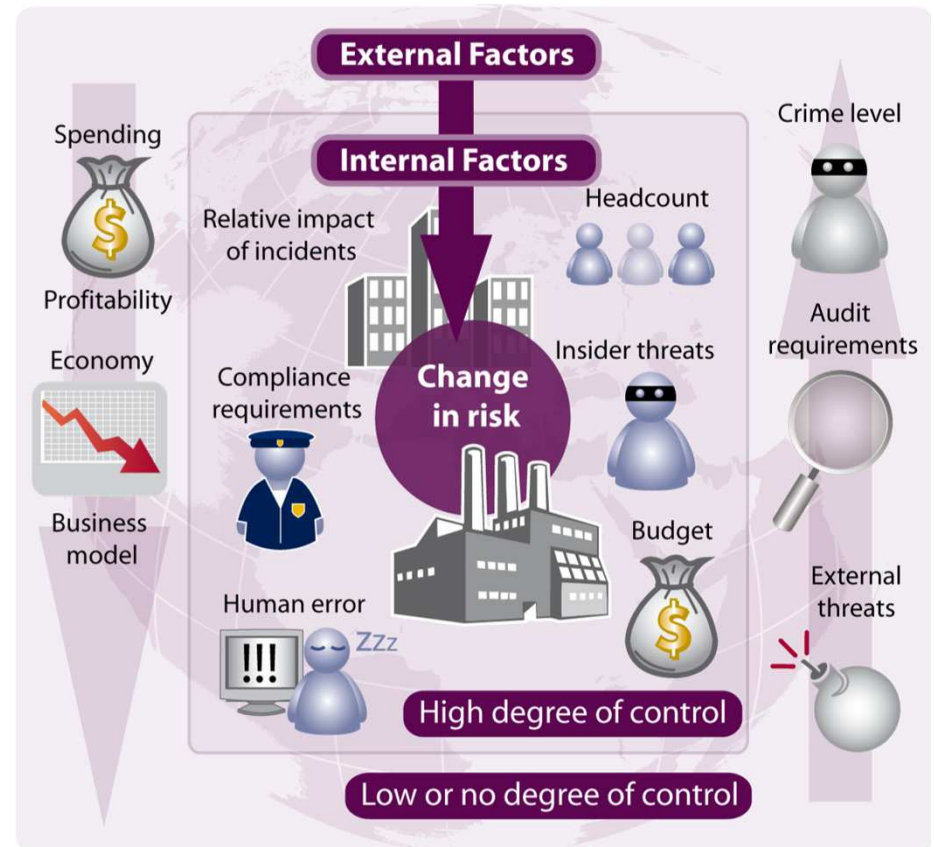 External Factors
Internal Factors
Spending
$
Profitability
Economy
Business
model
Relative impact
of incidents
Headcount
Compliance
requirements
Change
in risk
Insider threats
Human error
!!!
ZZZ
Budget
$
High degree of control
Low or no degree of control
Crime level
Audit
requirements
External
threats